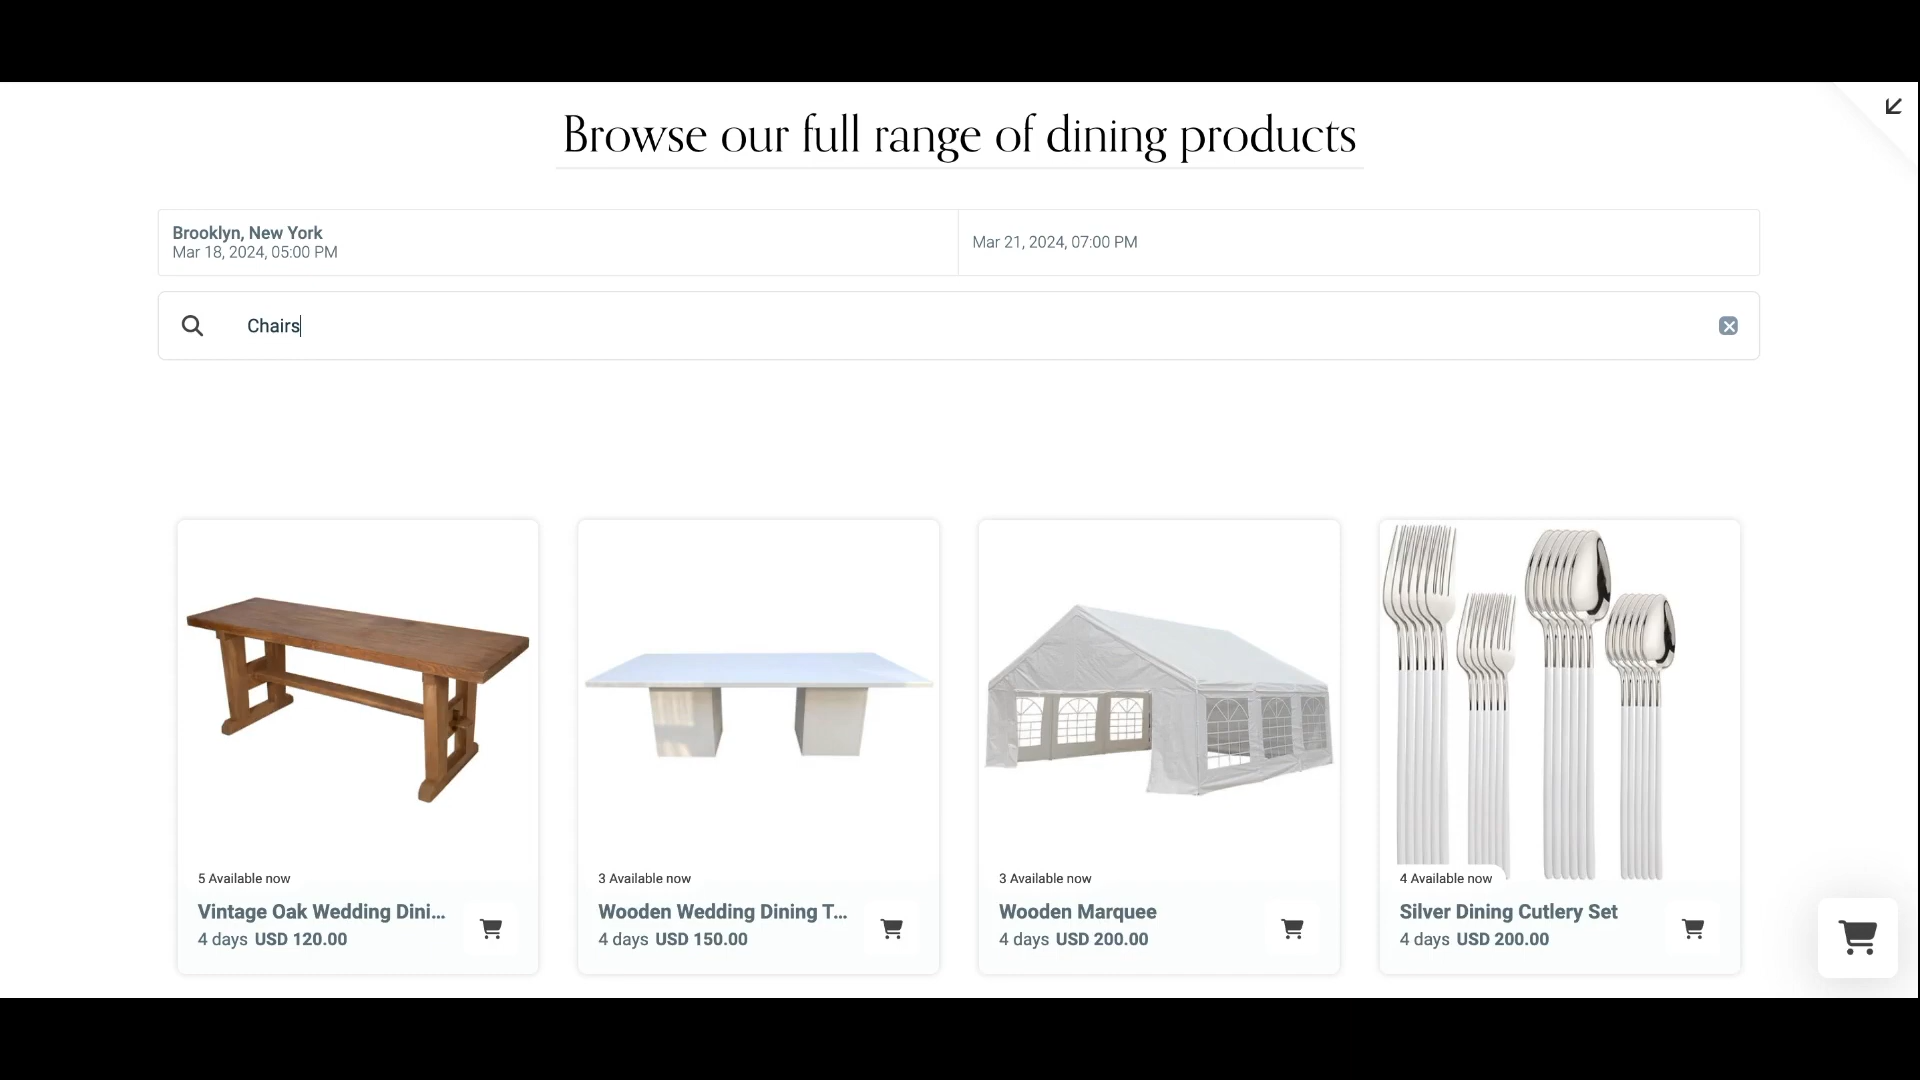 Browse our full range of dining products
Brooklyn, New York
Mar 18, 2024, 05:00 PM
Mar 21, 2024, 07:00 PM
Chairs
5 Available now
Vintage Oak Wedding Dini...
4 days USD 120.00
3 Available now
Wooden Wedding Dining T...
4 days USD 150.00
3 Available now
Wooden Marquee
4 days USD 200.00
4 Available now
Silver Dining Cutlery Set
4 days USD 200.00